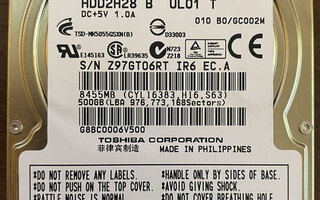 HDD2H28 B UL01 T
DC+5V 1.0A
010 B0/GC002M
TSD-MK5055GSXN(B)
E145163 LR39635 D33003 N723 Z218
S/N Z97GT06RT IR6 EC.A
8455MB (CYL16383,H16,S63)
500GB(LBA 976,773,168Sectors)
G8BC0006V500
TOSHIBA CORPORATION
菲律宾制造 MADE IN PHILIPPINES
*DO NOT REMOVE ANY LABELS. *HANDLE ONLY BY SIDES OF BASE.
*DO NOT PUSH ON THE TOP COVER. *AVOID GIVING SHOCK.
*RATTLE NOISE IS NORMAL. *DO NOT COVER BREATHING HOLE.